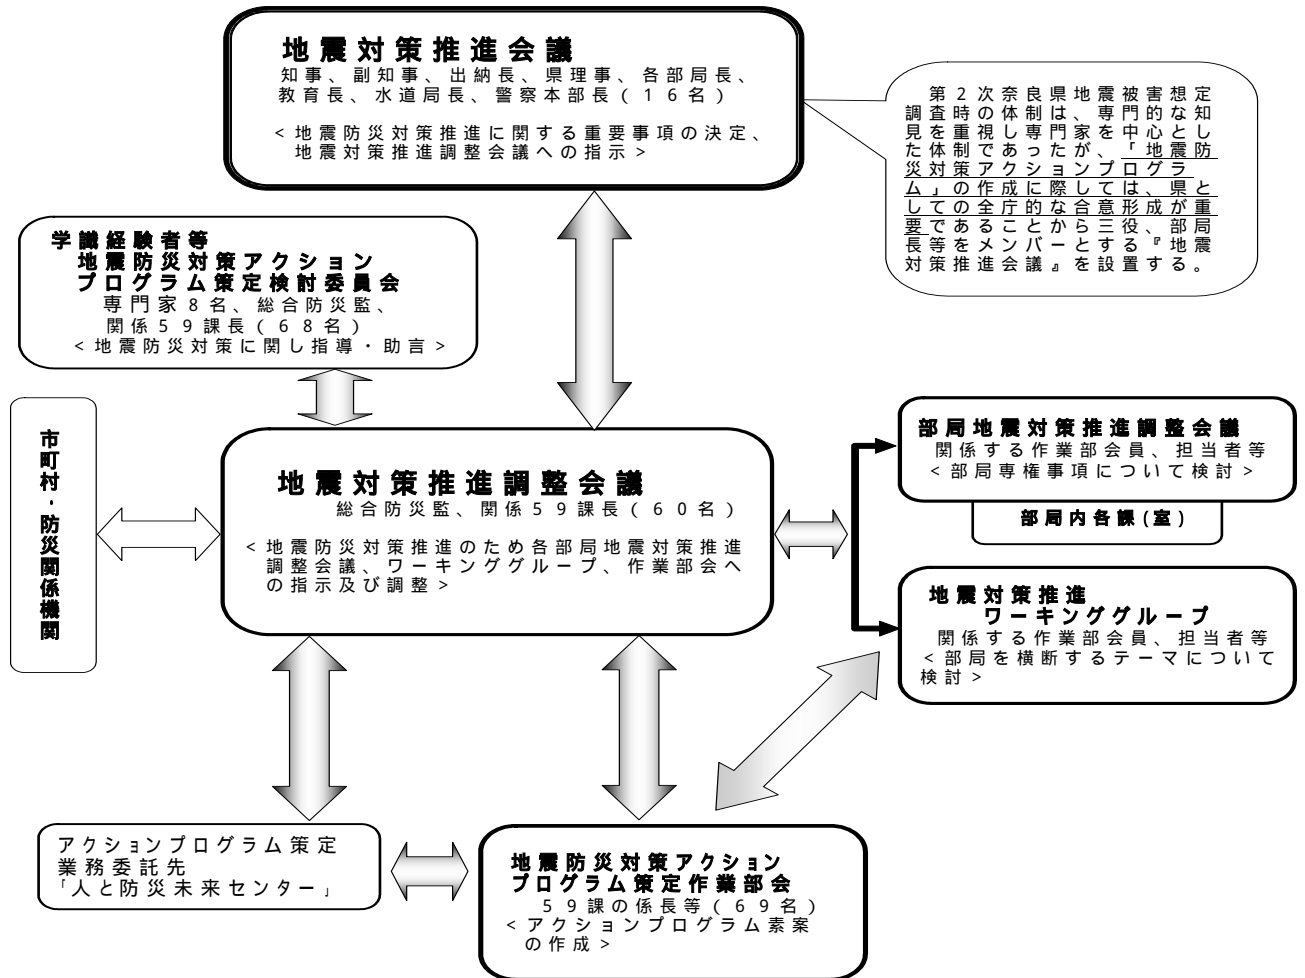 地震対策推進会議
知事、副知事、出納長、県理事、各部局長、
教育長、水道局長、警察本部長(16名)
<地震防災対策推進に関する重要事項の決定、
地震対策推進調整会議への指示>
第2次奈良県地震被害想定
調査時の体制は、専門的な知
見を重視し専門家を中心とし
た体制であったが、「地震防
災対策アクションプログラ
ム」の作成に際しては、県と
しての全庁的な合意形成が重
要であることから三役、部局
長等をメンバーとする『地震
対策推進会議』を設置する。
学識経験者等
地震防災対策アクション
プログラム策定検討委員会
専門家8名、総合防災監、
関係59課長(68名)
<地震防災対策に関し指導・助言>
市町村・防災関係機関
地震対策推進調整会議
総合防災監、関係59課長(60名)
<地震防災対策推進のため各部局地震対策推進
調整会議、ワーキンググループ、作業部会へ
の指示及び調整>
部局地震対策推進調整会議
関係する作業部会員、担当者等
<部局専権事項について検討>
部局内各課(室)
地震対策推進
ワーキンググループ
関係する作業部会員、担当者等
<部局を横断するテーマについて
検討>
アクションプログラム策定
業務委託先
「人と防災未来センター」
地震防災対策アクション
プログラム策定作業部会
59課の係長等(69名)
<アクションプログラム素案
の作成>